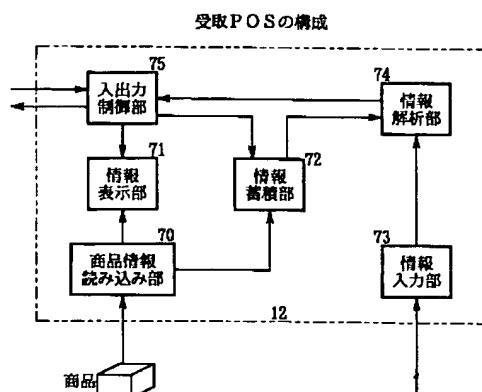 受取POSの構成
75
入出力
制御部
74
情報
解析部
71
情報
表示部
72
情報
蓄積部
70
商品情報
読み込み部
73
情報
入力部
12
商品